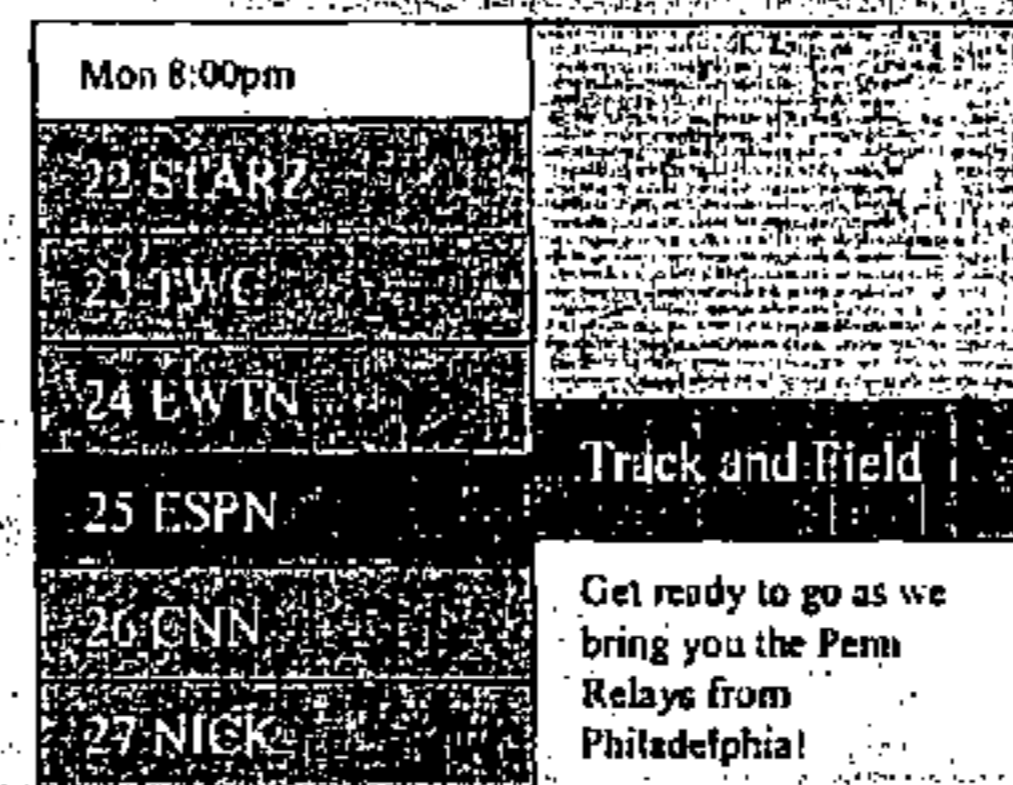 Mon 8:00pm
22 STARZ
23 TWC
24 EWTN
25 ESPN
26 CNN
27 NICK
Track and Field
Get ready to go as we
bring you the Penn
Relays from
Philadelphia!